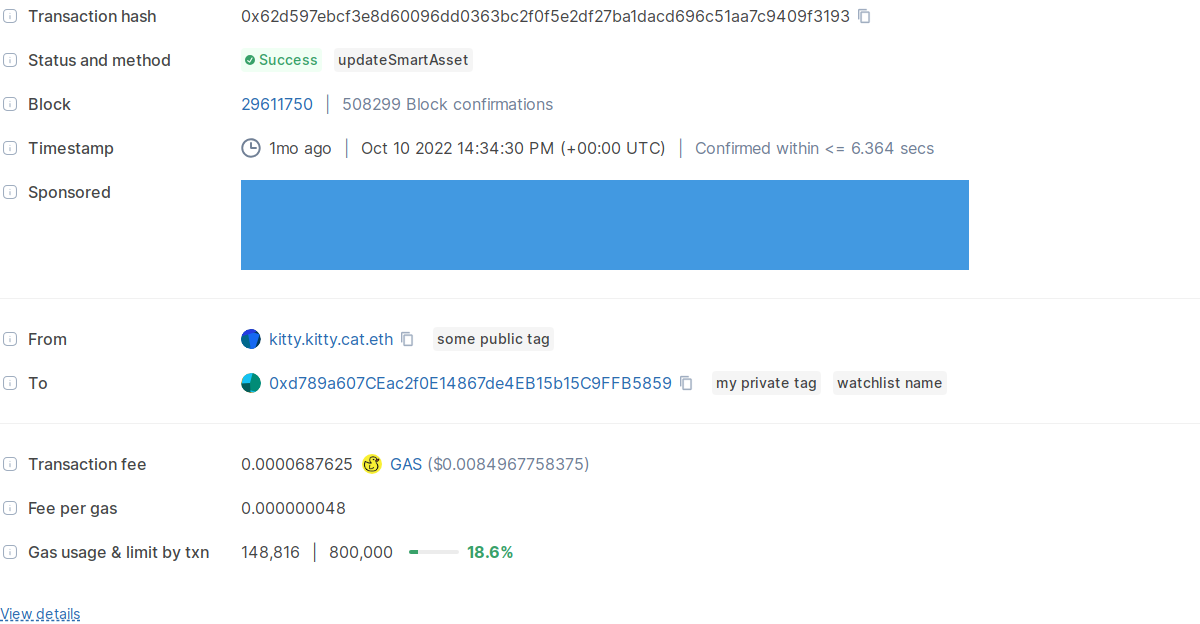 Transaction hash 0x62d597ebcf3e8d60096dd0363bc2f0f5e2df27ba1dacd696c51aa7c9409f3193
Status and method Success updateSmartAsset
Block 29611750 | 508299 Block confirmations
Timestamp 1mo ago | Oct 10 2022 14:34:30 PM (+00:00 UTC) | Confirmed within <= 6.364 secs
Sponsored
From kitty.kitty.cat.eth some public tag
To 0xd789a607CEac2f0E14867de4EB15b15C9FFB5859 my private tag watchlist name
Transaction fee 0.0000687625 GAS ($0.0084967758375)
Fee per gas 0.000000048
Gas usage & limit by txn 148,816 | 800,000 18.6%
View details